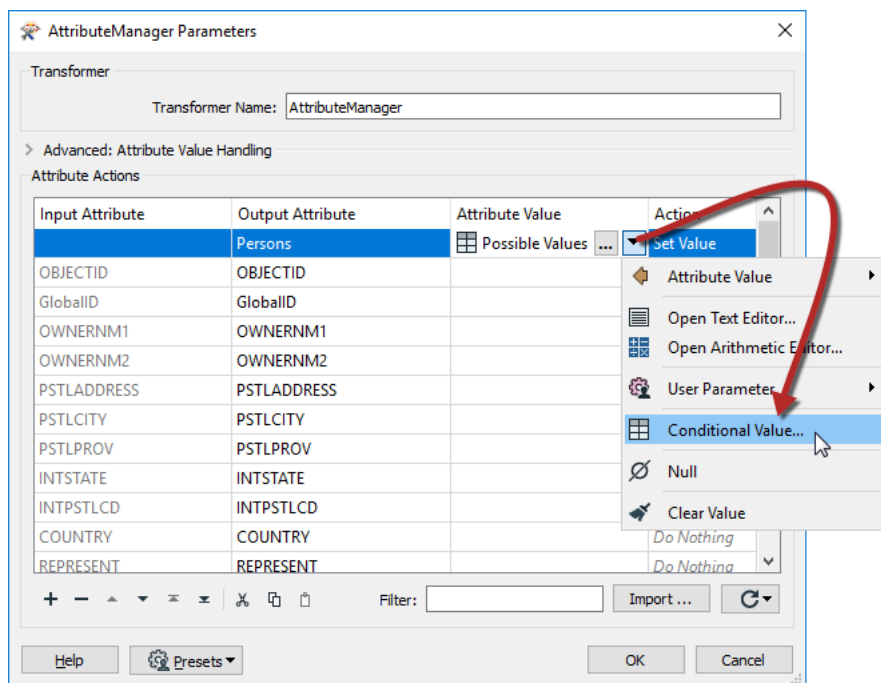 AttributeManager Parameters
Transformer
Transformer Name: AttributeManager
Advanced: Attribute Value Handling
Attribute Actions
Input Attribute Output Attribute Attribute Value Action
Persons Possible Values ... Set Value
OBJECTID OBJECTID
GlobalID GlobalID
OWNERNM1 OWNERNM1
OWNERNM2 OWNERNM2
PSTLADDRESS PSTLADDRESS
PSTLCITY PSTLCITY
PSTLPROV PSTLPROV
INTSTATE INTSTATE
INTPSTLCD INTPSTLCD
COUNTRY COUNTRY Do Nothing
REPRESENT REPRESENT Do Nothing
Attribute Value
Open Text Editor...
Open Arithmetic Editor...
User Parameter
Conditional Value...
Null
Clear Value
Filter: Import ...
Help Presets OK Cancel